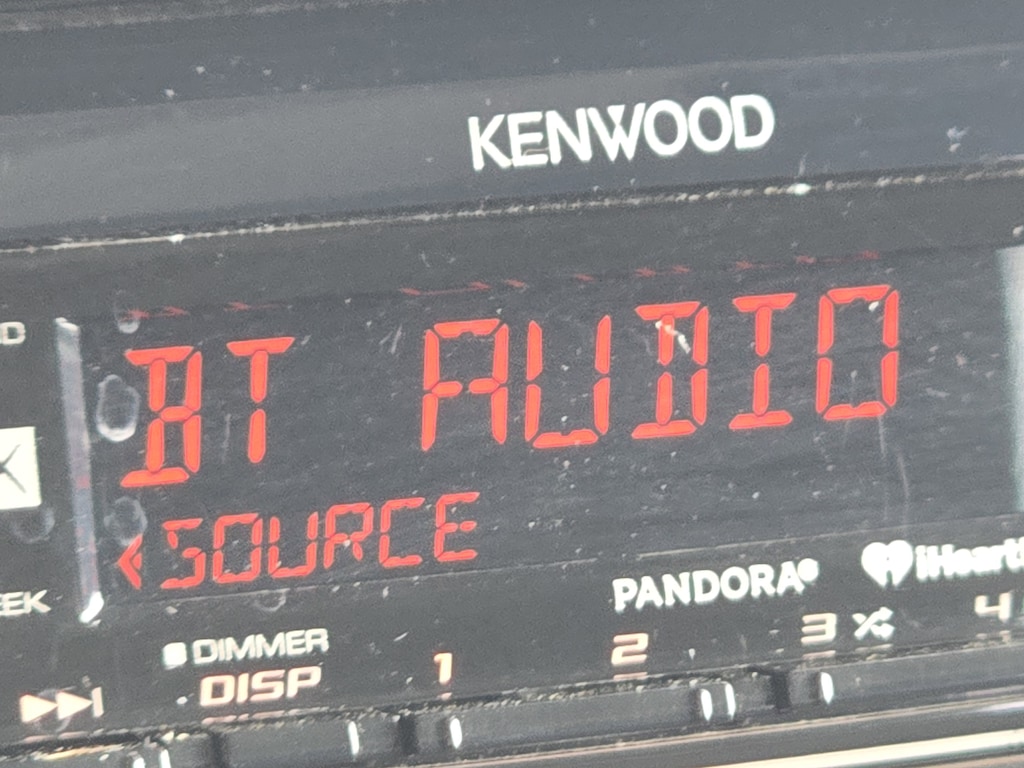 KENWOOD
BT AUDIO
SOURCE
PANDORA®
DIMMER
DISP
1
2
3
4